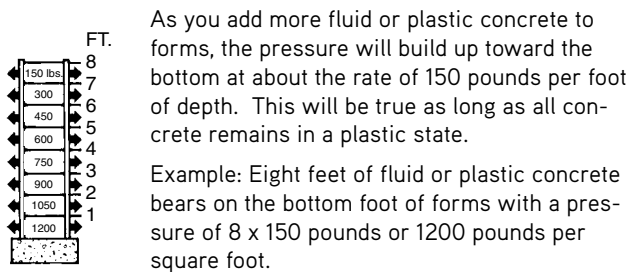 FT.
8
150 lbs.
7
300
6
450
5
600
4
750
3
900
2
1050
1
1200
As you add more fluid or plastic concrete to
forms, the pressure will build up toward the
bottom at about the rate of 150 pounds per foot
of depth.  This will be true as long as all con-
crete remains in a plastic state.
Example: Eight feet of fluid or plastic concrete
bears on the bottom foot of forms with a pres-
sure of 8 x 150 pounds or 1200 pounds per
square foot.